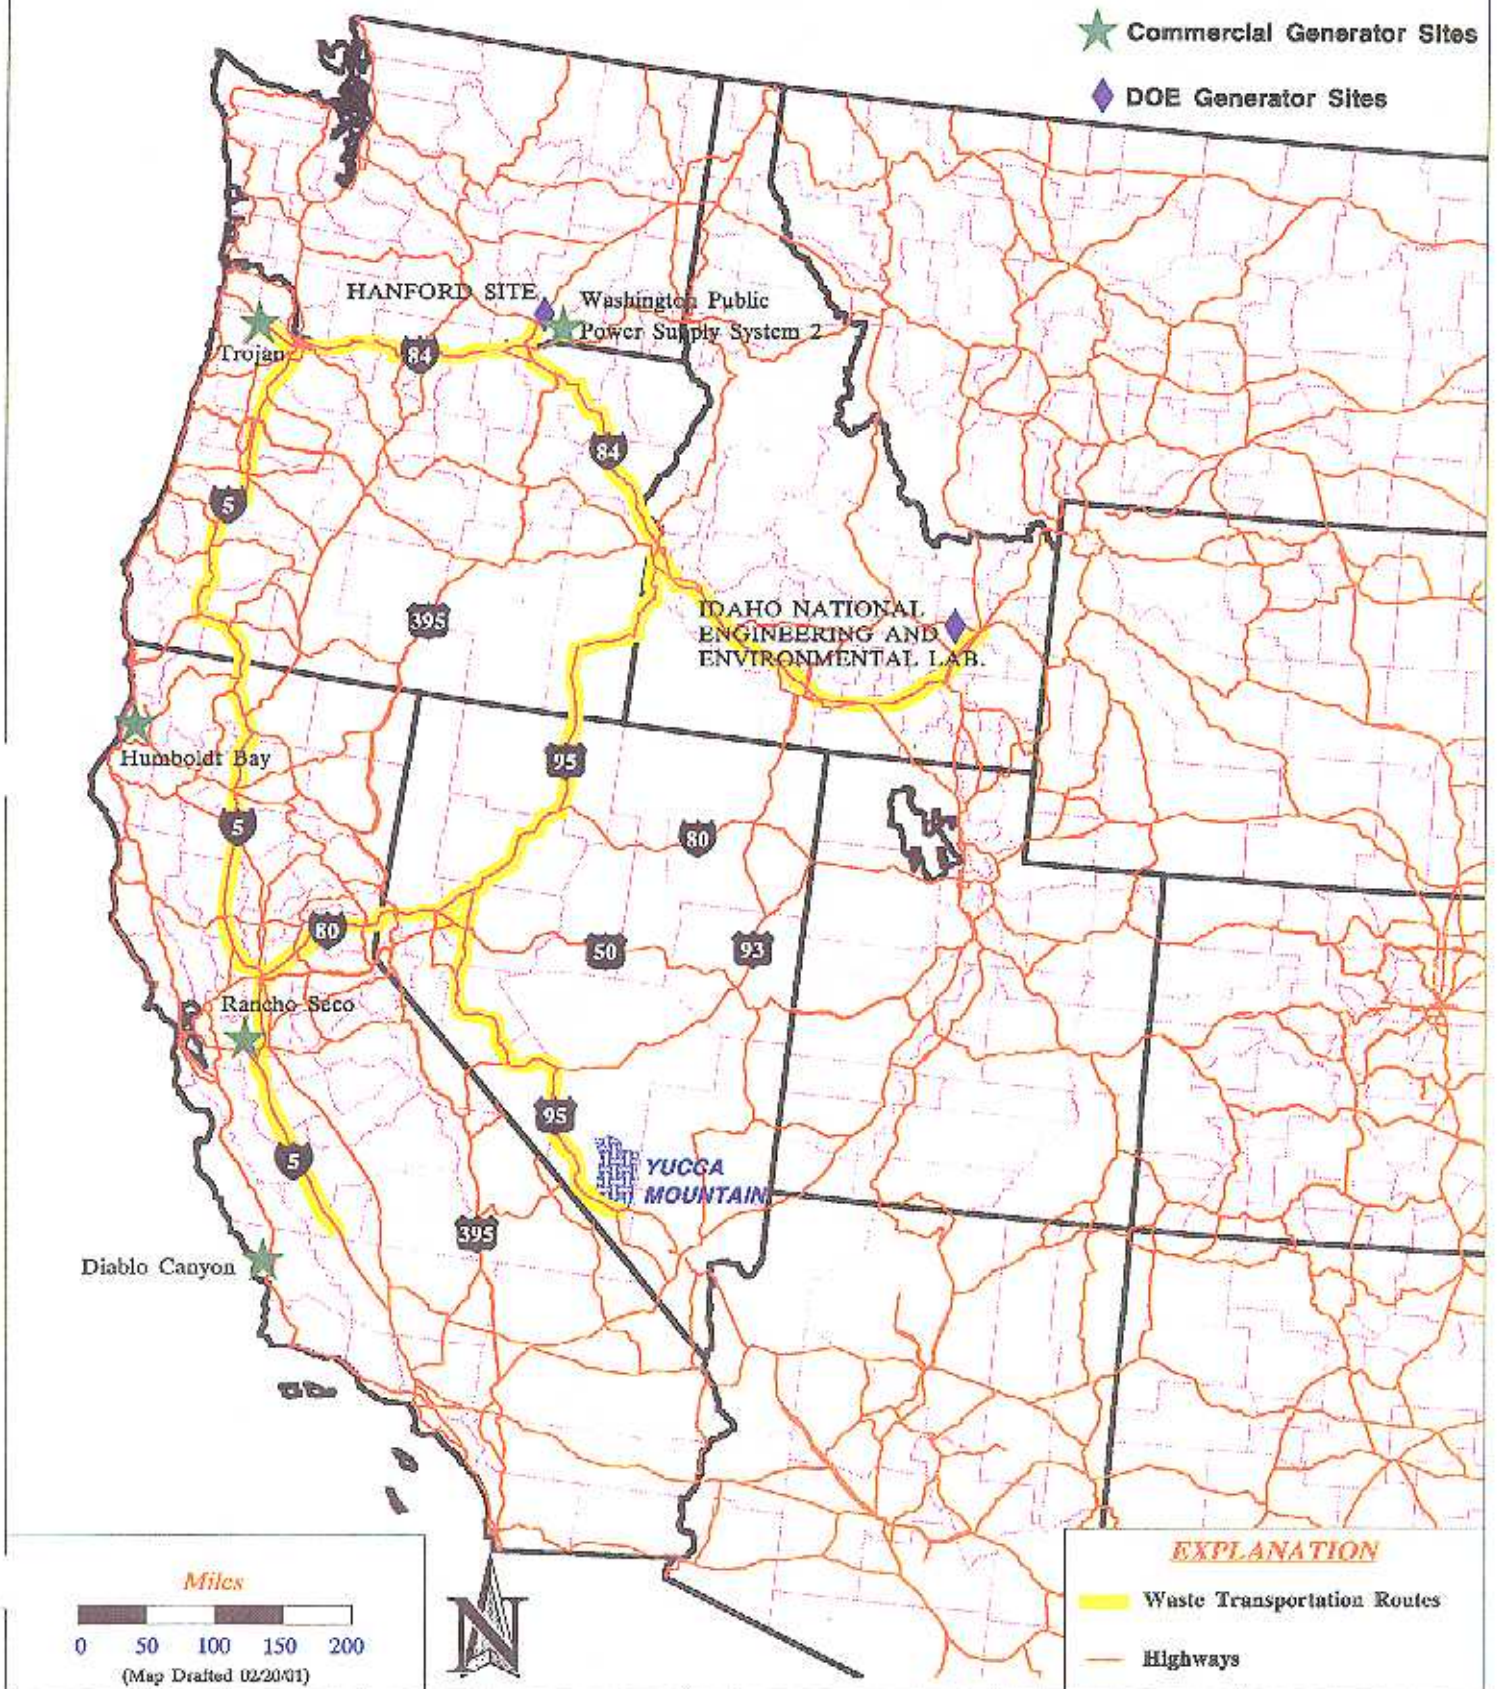 Commercial Generator Sites
DOE Generator Sites
HANFORD SITE
Washington Public
Power Supply System 2
Trojan
84
84
5
395
IDAHO NATIONAL
ENGINEERING AND
ENVIRONMENTAL LAB.
Humboldt Bay
95
5
80
80
50
93
Rancho Seco
95
5
YUCCA
MOUNTAIN
395
Diablo Canyon
Miles
0 50 100 150 200
(Map Drafted 02/20/01)
N
EXPLANATION
Waste Transportation Routes
Highways